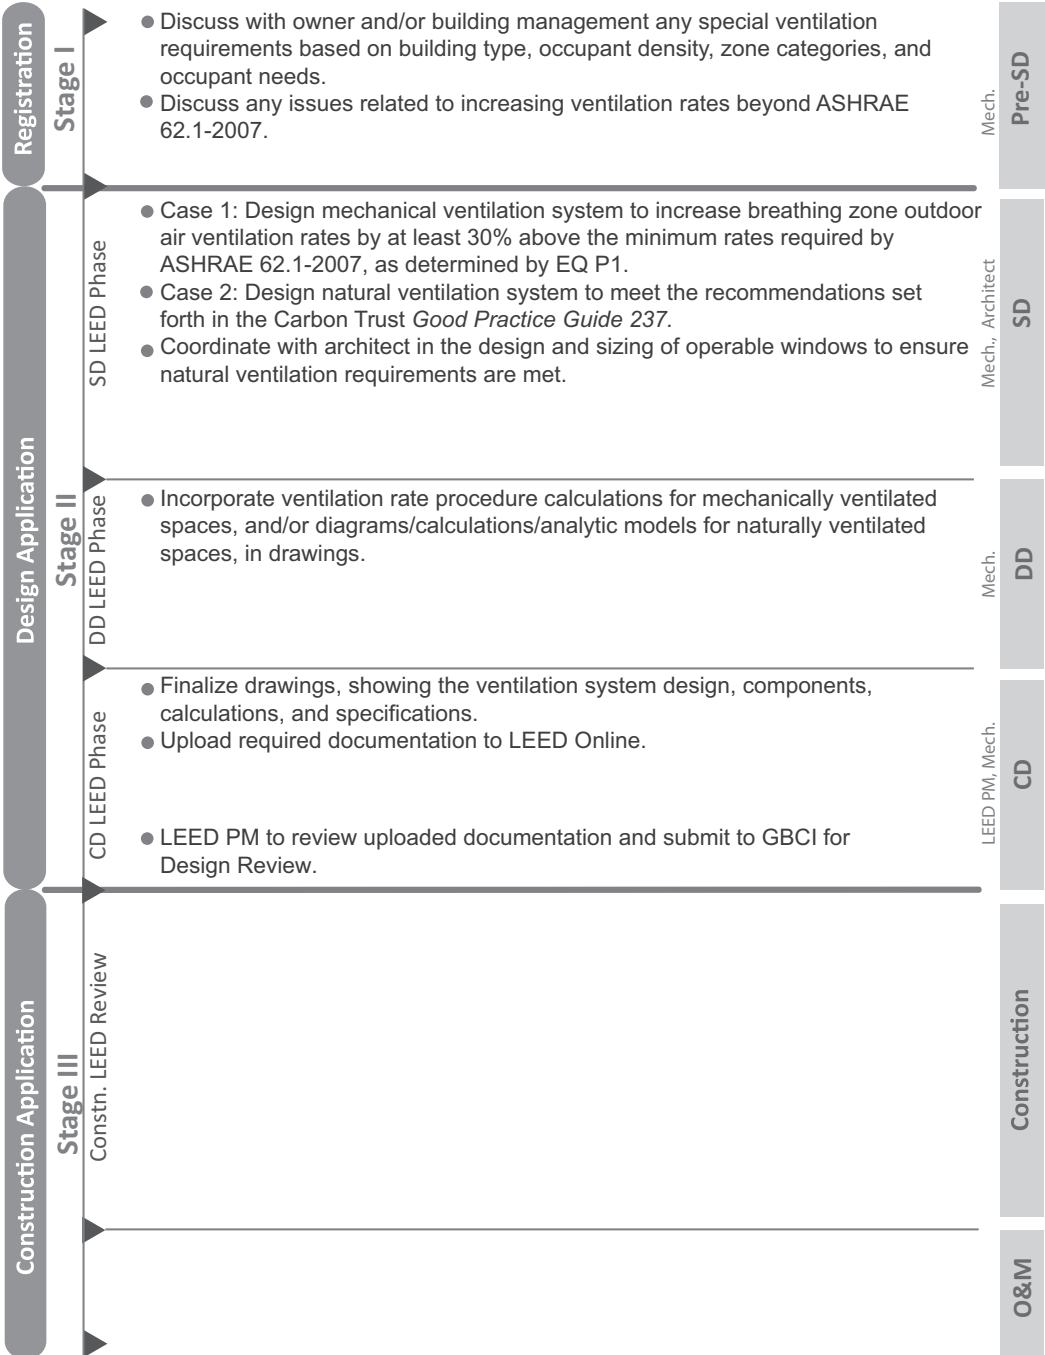 Registration
Stage I
● Discuss with owner and/or building management any special ventilation
requirements based on building type, occupant density, zone categories, and
occupant needs.
● Discuss any issues related to increasing ventilation rates beyond ASHRAE
62.1-2007.
Mech.
Pre-SD
Design Application
Stage II
SD LEED Phase
● Case 1: Design mechanical ventilation system to increase breathing zone outdoor
air ventilation rates by at least 30% above the minimum rates required by
ASHRAE 62.1-2007, as determined by EQ P1.
● Case 2: Design natural ventilation system to meet the recommendations set
forth in the Carbon Trust Good Practice Guide 237.
● Coordinate with architect in the design and sizing of operable windows to ensure
natural ventilation requirements are met.
Mech., Architect
SD
DD LEED Phase
● Incorporate ventilation rate procedure calculations for mechanically ventilated
spaces, and/or diagrams/calculations/analytic models for naturally ventilated
spaces, in drawings.
Mech.
DD
CD LEED Phase
● Finalize drawings, showing the ventilation system design, components,
calculations, and specifications.
● Upload required documentation to LEED Online.
● LEED PM to review uploaded documentation and submit to GBCI for
Design Review.
LEED PM, Mech.
CD
Construction Application
Stage III
Constn. LEED Review
Construction
O&M